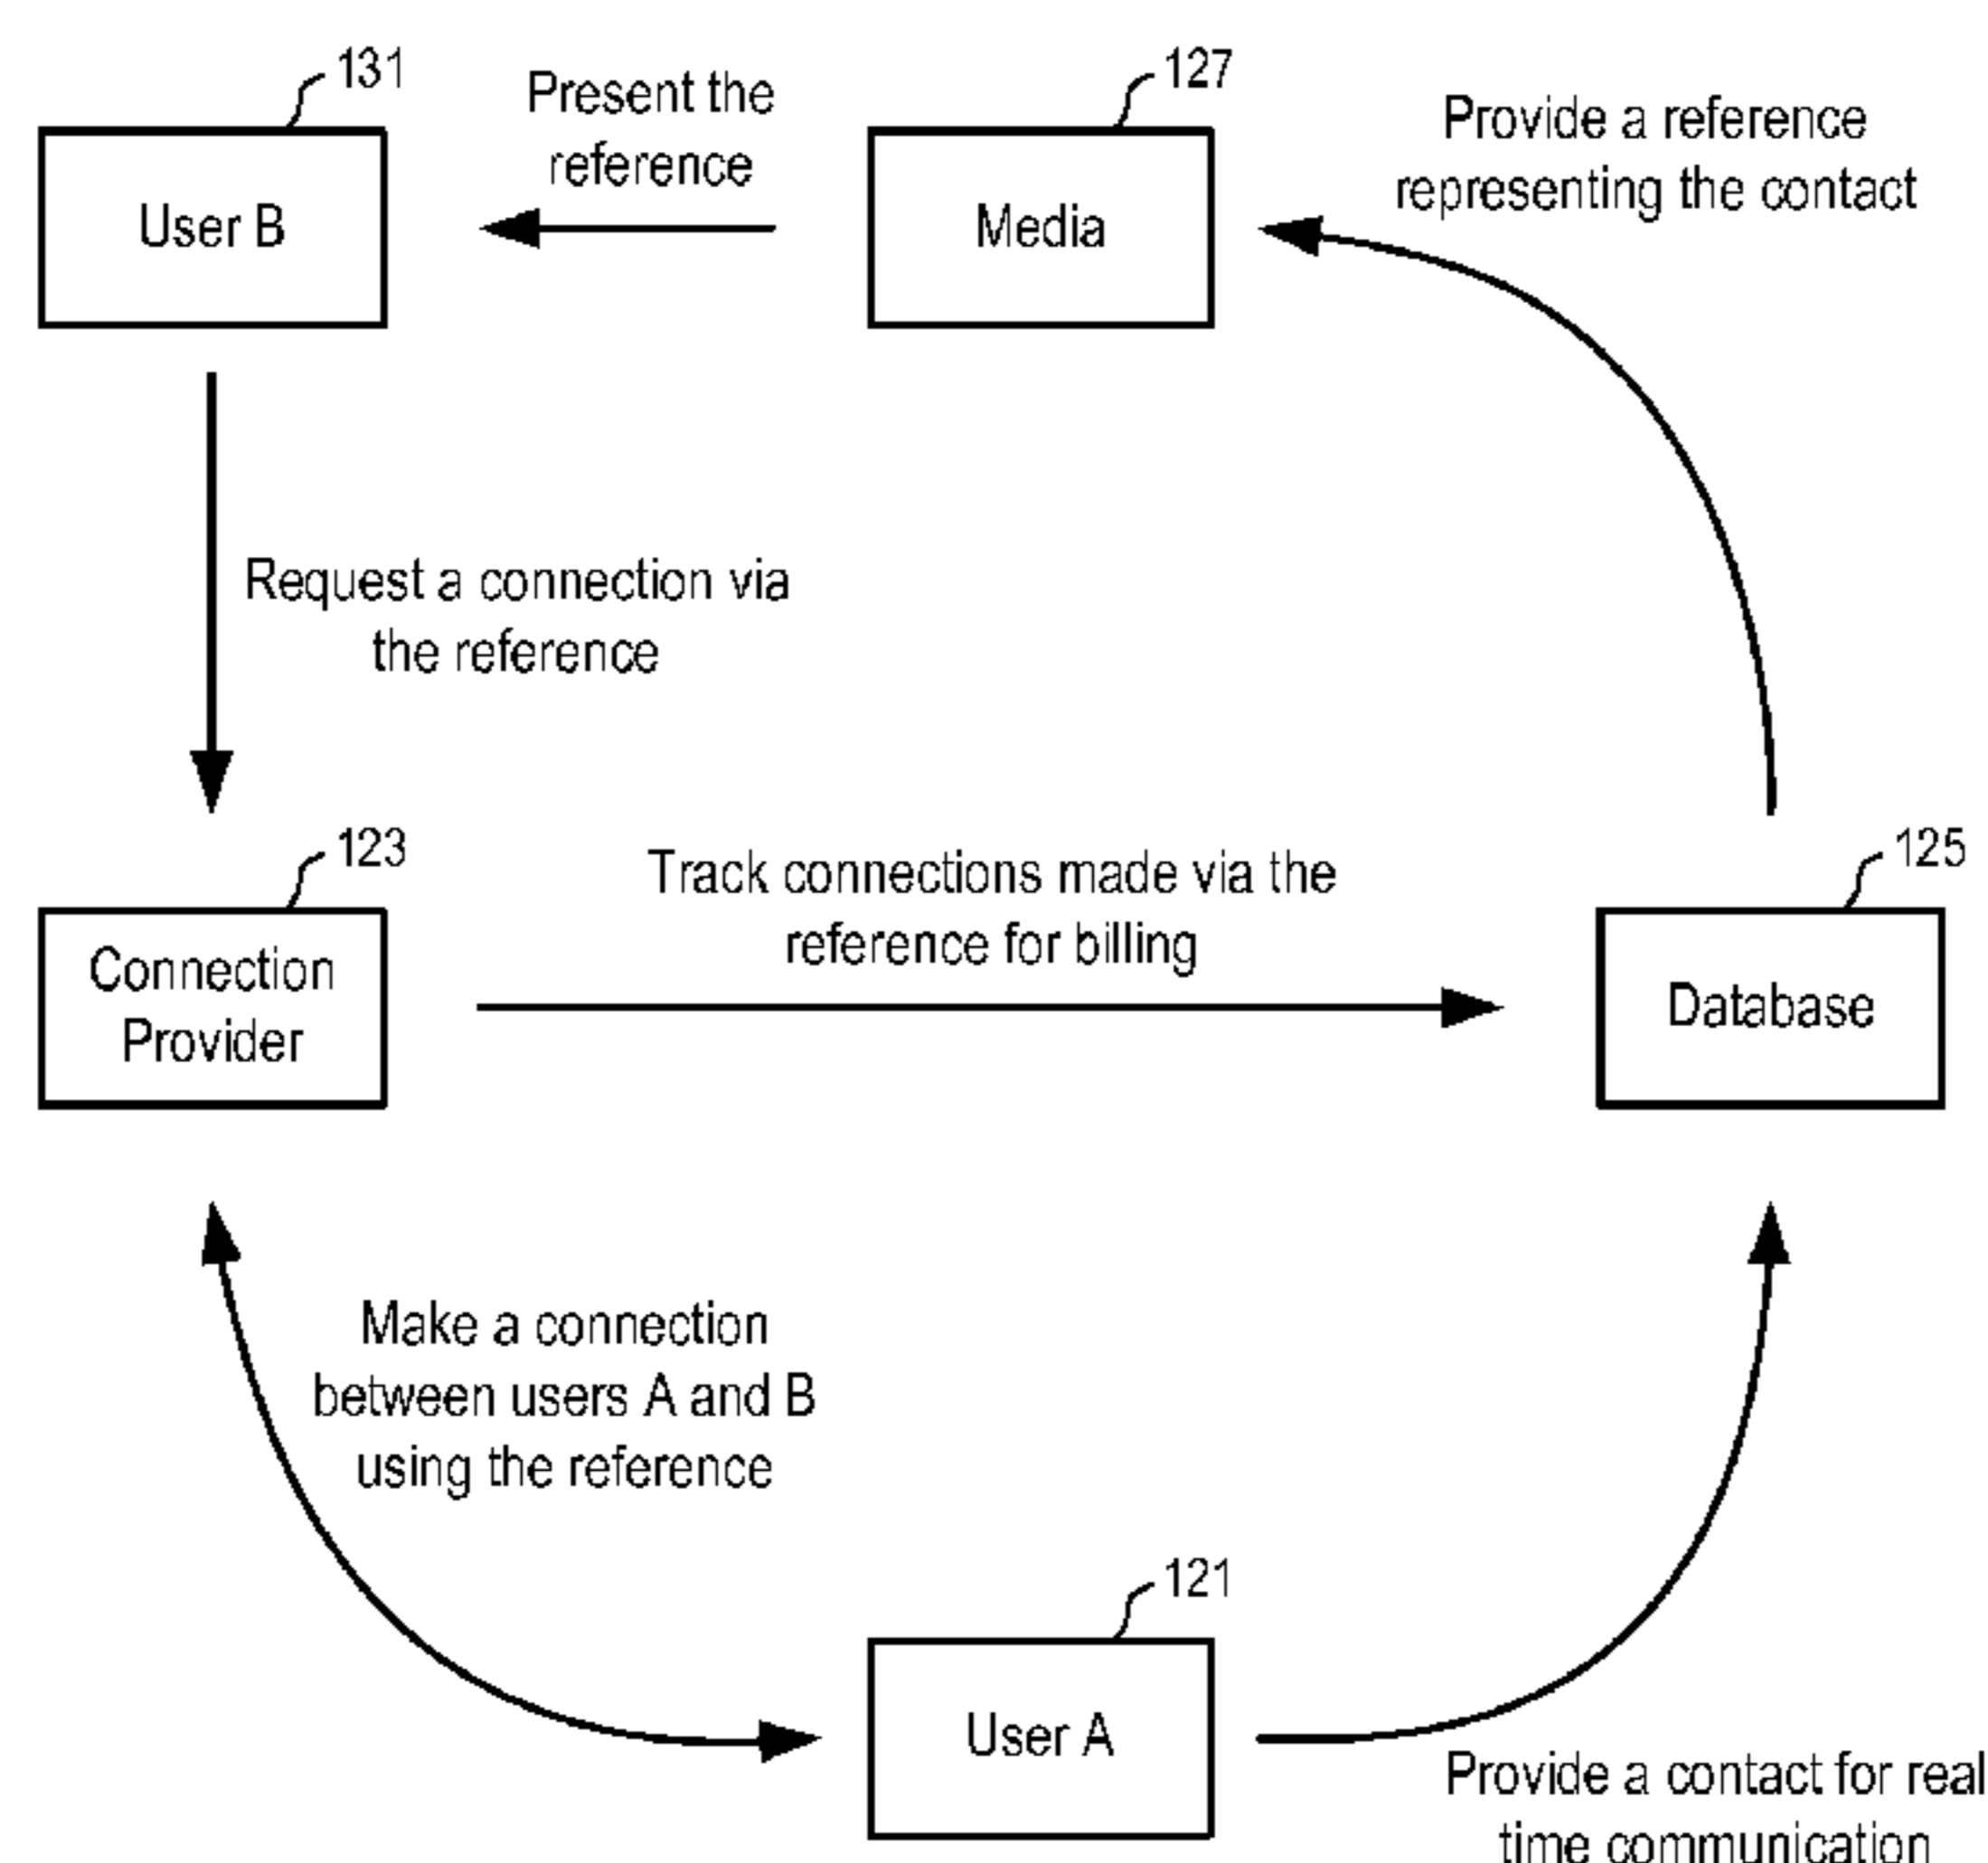 131
Present the
reference
127
Provide a reference
representing the contact
User B
Media
Request a connection via
the reference
123
Track connections made via the
reference for billing
125
Connection
Provider
Database
Make a connection
between users A and B
using the reference
121
User A
Provide a contact for real
time communication